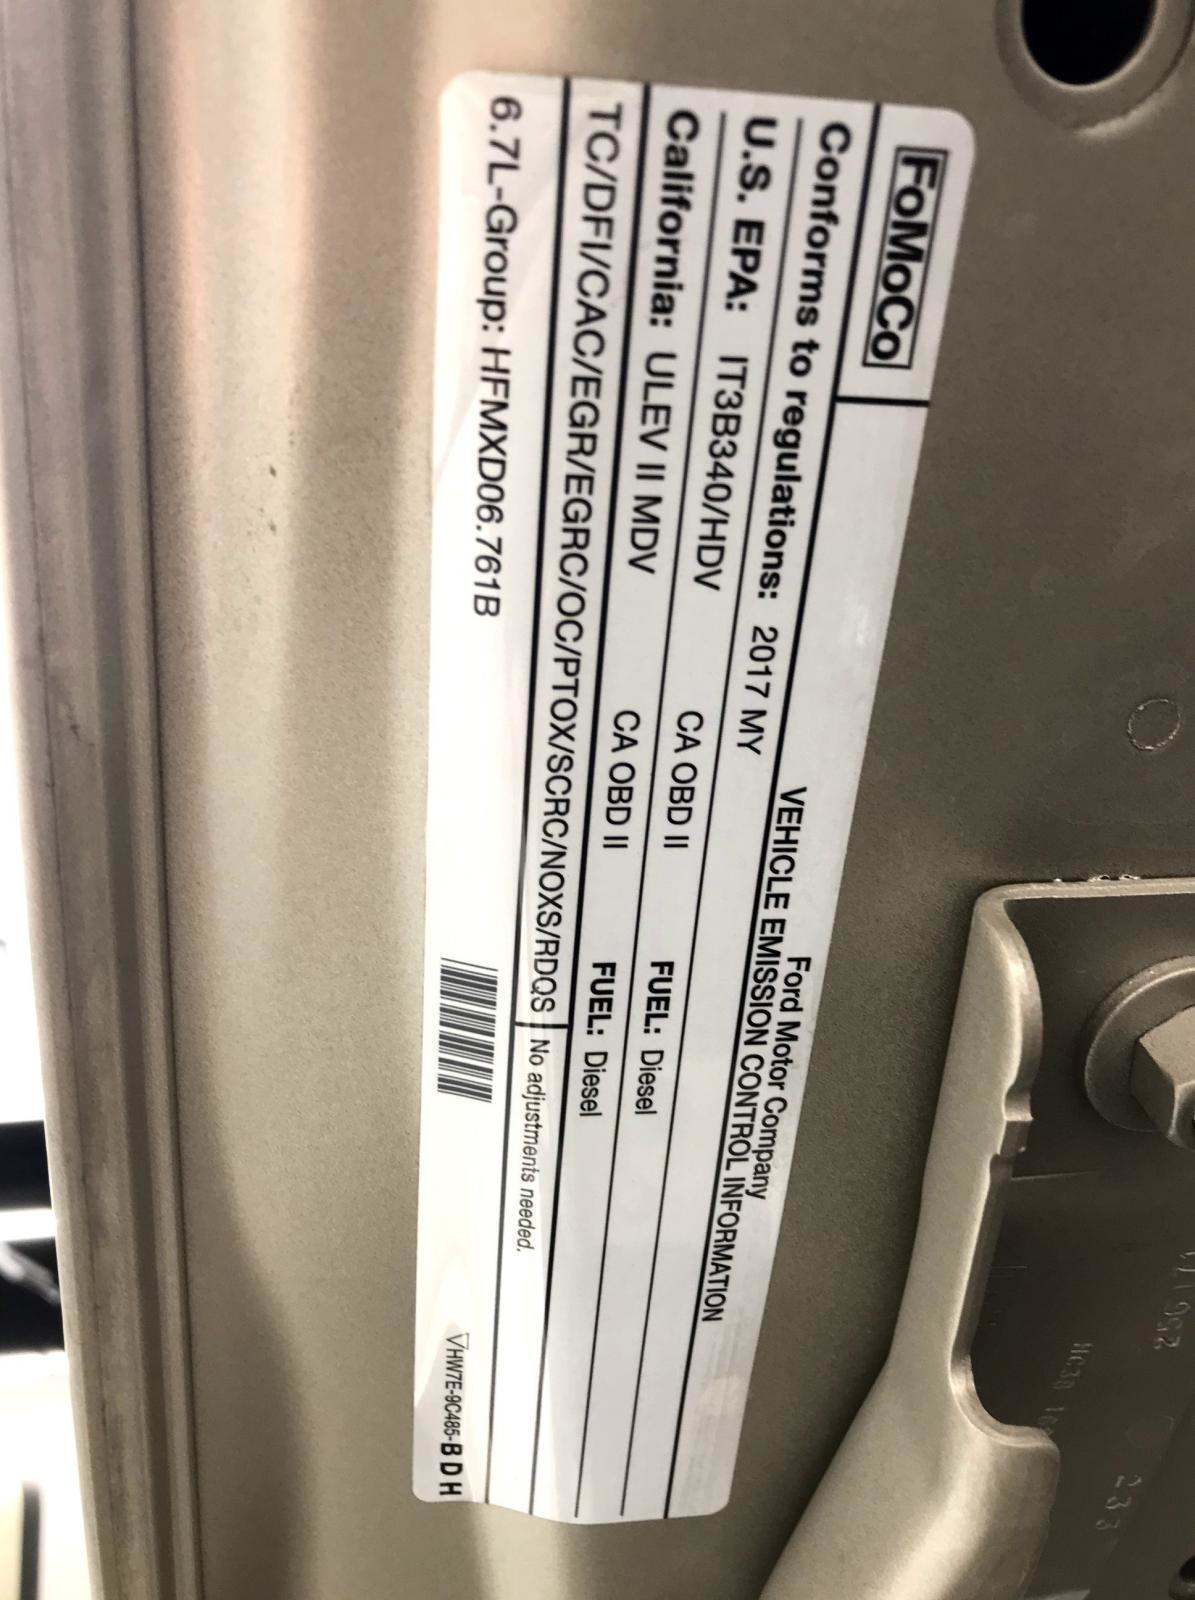 FoMoCo
Ford Motor Company
VEHICLE EMISSION CONTROL INFORMATION
Conforms to regulations: 2017 MY
U.S. EPA: IT3B340/HDV CA OBD II FUEL: Diesel
California: ULEV II MDV CA OBD II FUEL: Diesel
TC/DFI/CAC/EGR/EGRC/OC/PTOX/SCRC/NOXS/RDQS No adjustments needed.
6.7L-Group: HFMXD06.761B
HW7E-9C485-BDH
233